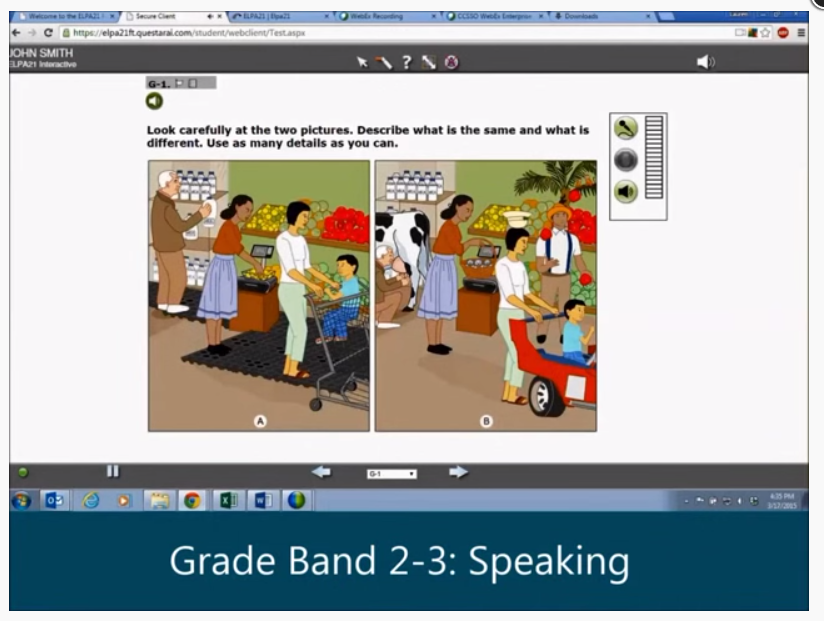 Welcome to the ELPA21
Secure Client
ELPA21 | Elpa21
WebEx Recording
CCSSO WebEx Enterpris
Downloads
https://elpa21ft.questarai.com/student/webclient/Test.aspx
JOHN SMITH
ELPA21 Interactive
?
G-1.
Look carefully at the two pictures. Describe what is the same and what is
different. Use as many details as you can.
A
B
G-1
4:25 PM
3/17/2015
Grade Band 2-3: Speaking